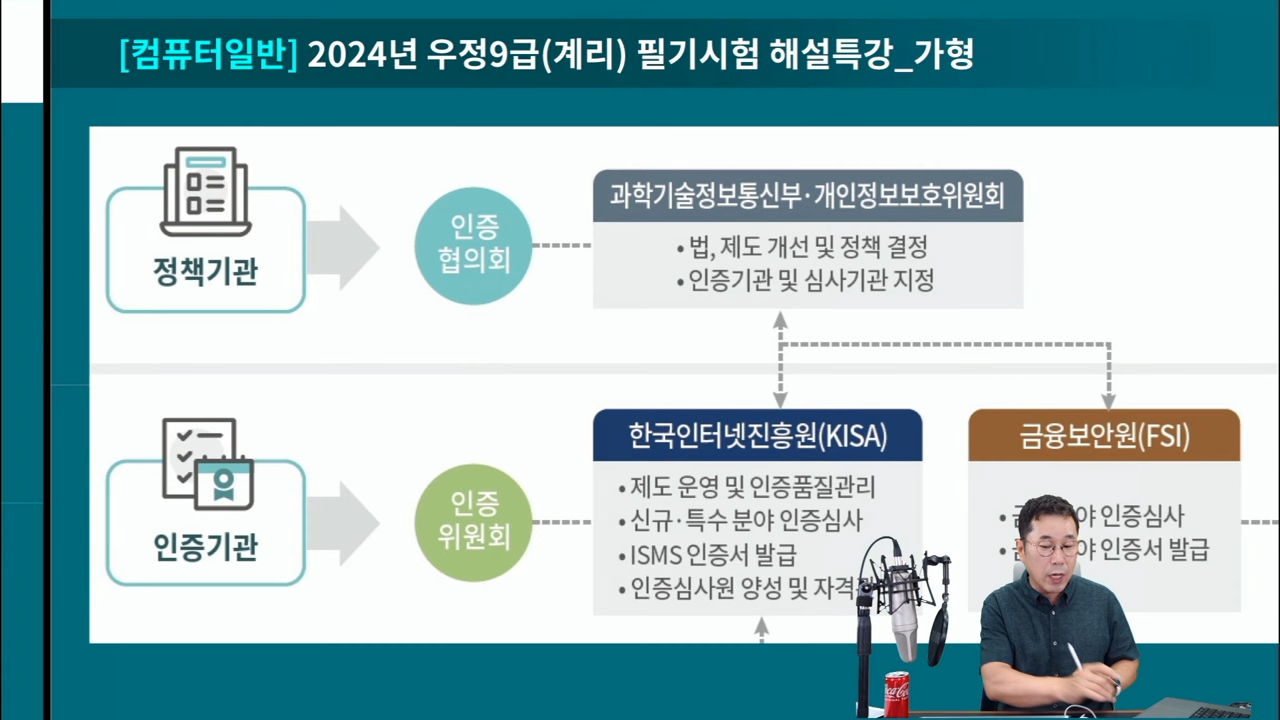 [컴퓨터일반] 2024년 우정9급(계리) 필기시험 해설특강_가형
정책기관
인증
협의회
과학기술정보통신부·개인정보보호위원회
• 법, 제도 개선 및 정책 결정
• 인증기관 및 심사기관 지정
인증기관
인증
위원회
한국인터넷진흥원(KISA)
• 제도 운영 및 인증품질관리
• 신규·특수 분야 인증심사
• ISMS 인증서 발급
• 인증심사원 양성 및 자격
금융보안원(FSI)
• 인증심사
• 인증서 발급
Coca-Cola